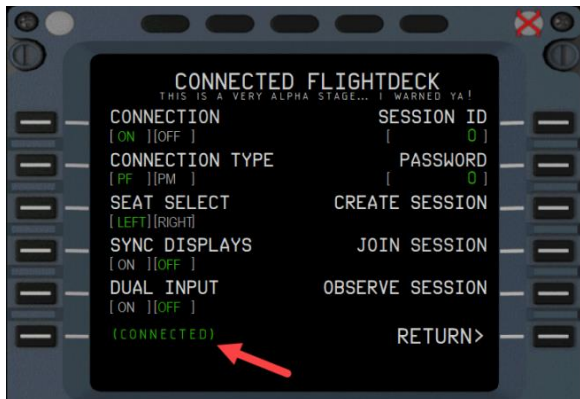 CONNECTED FLIGHTDECK
THIS IS A VERY ALPHA STAGE... I WARNED YA!
CONNECTION SESSION ID
[ ON ][OFF ] [ 0 ]
CONNECTION TYPE PASSWORD
[ PF ][PM ] [ 0 ]
SEAT SELECT CREATE SESSION
[ LEFT][RIGHT]
SYNC DISPLAYS JOIN SESSION
[ ON ][OFF ]
DUAL INPUT OBSERVE SESSION
[ ON ][OFF ]
(CONNECTED) RETURN>